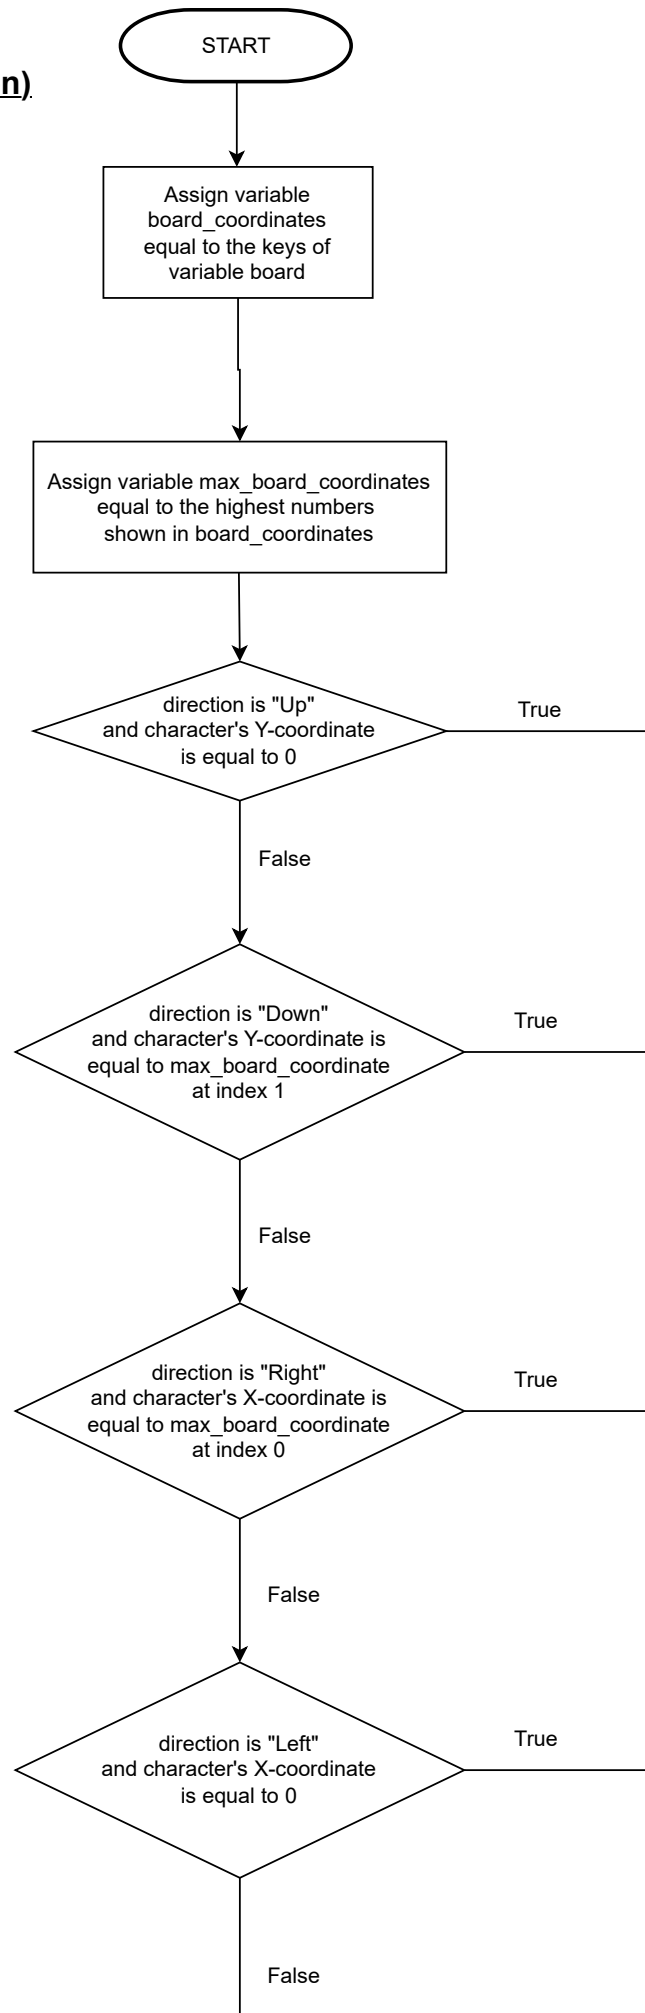 START
n)
Assign variable
board_coordinates
equal to the keys of
variable board
Assign variable max_board_coordinates
equal to the highest numbers
shown in board_coordinates
direction is "Up"
and character's Y-coordinate
is equal to 0
True
False
direction is "Down"
and character's Y-coordinate is
equal to max_board_coordinate
at index 1
True
False
direction is "Right"
and character's X-coordinate is
equal to max_board_coordinate
at index 0
True
False
direction is "Left"
and character's X-coordinate
is equal to 0
True
False